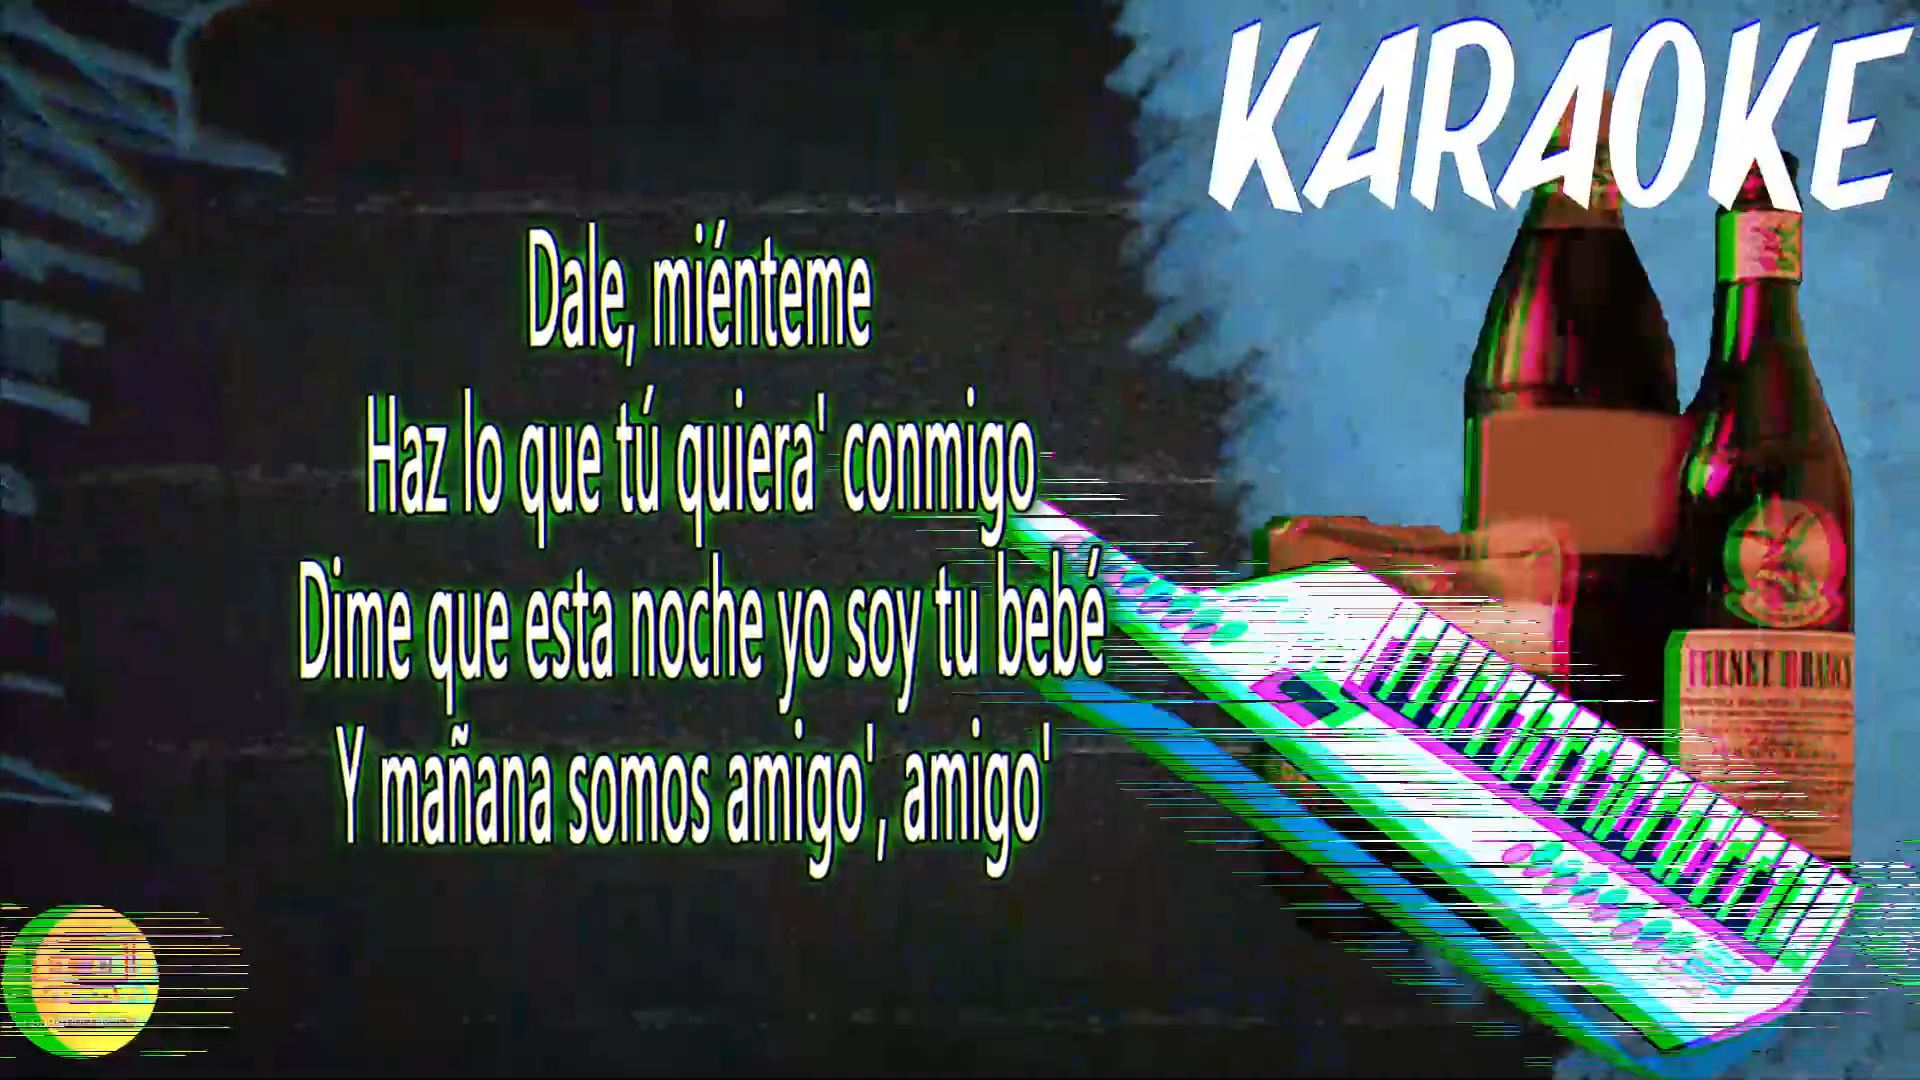 KARAOKE
Dale, miénteme
Haz lo que tú quiera' conmigo
Dime que esta noche yo soy tu bebé
Y mañana somos amigo', amigo'